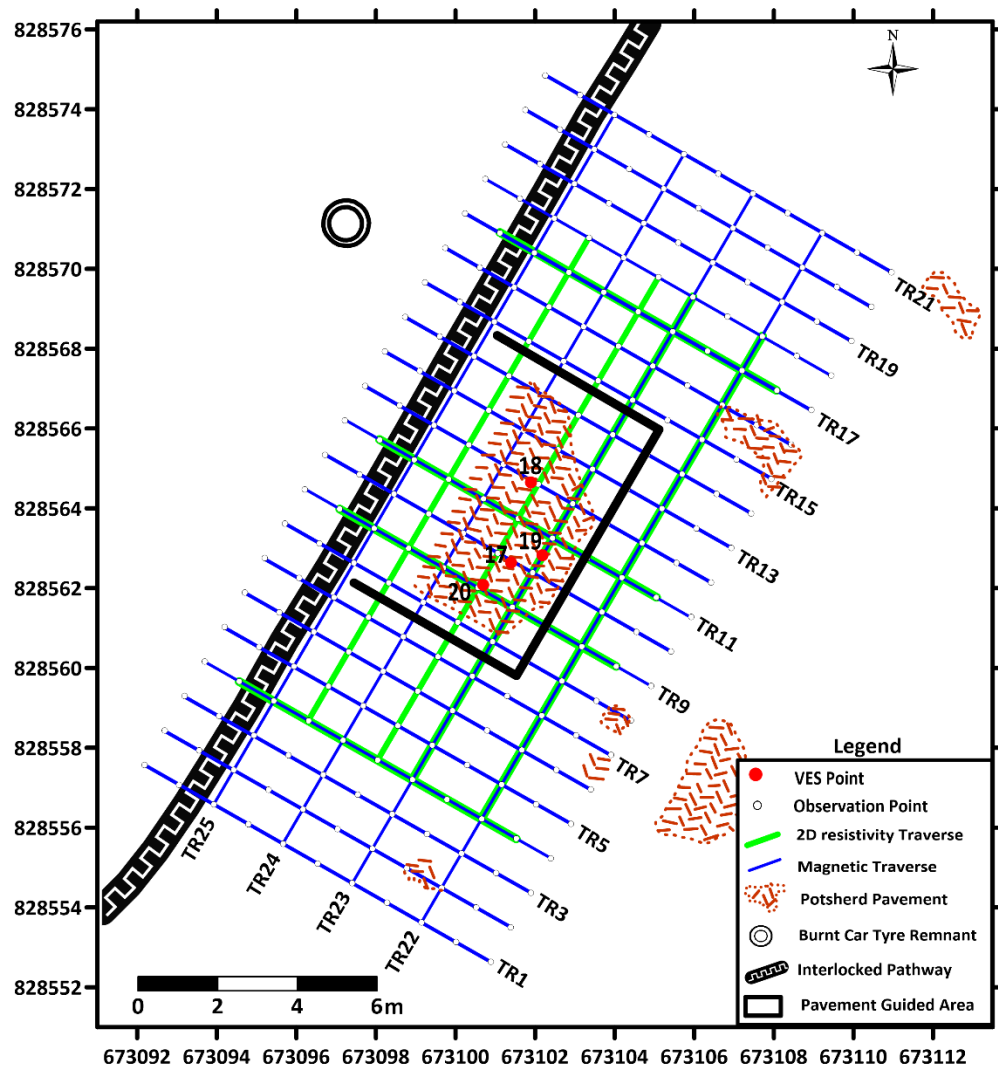 828576
828574
828572
828570
828568
828566
828564
828562
828560
828558
828556
828554
828552
N
TR21
TR19
TR17
TR15
TR13
TR11
TR9
TR7
TR5
TR3
TR1
18
19
17
20
TR25
TR24
TR23
TR22
Legend
VES Point
Observation Point
2D resistivity Traverse
Magnetic Traverse
Potsherd Pavement
Burnt Car Tyre Remnant
Interlocked Pathway
Pavement Guided Area
0 2 4 6m
673092 673094 673096 673098 673100 673102 673104 673106 673108 673110 673112